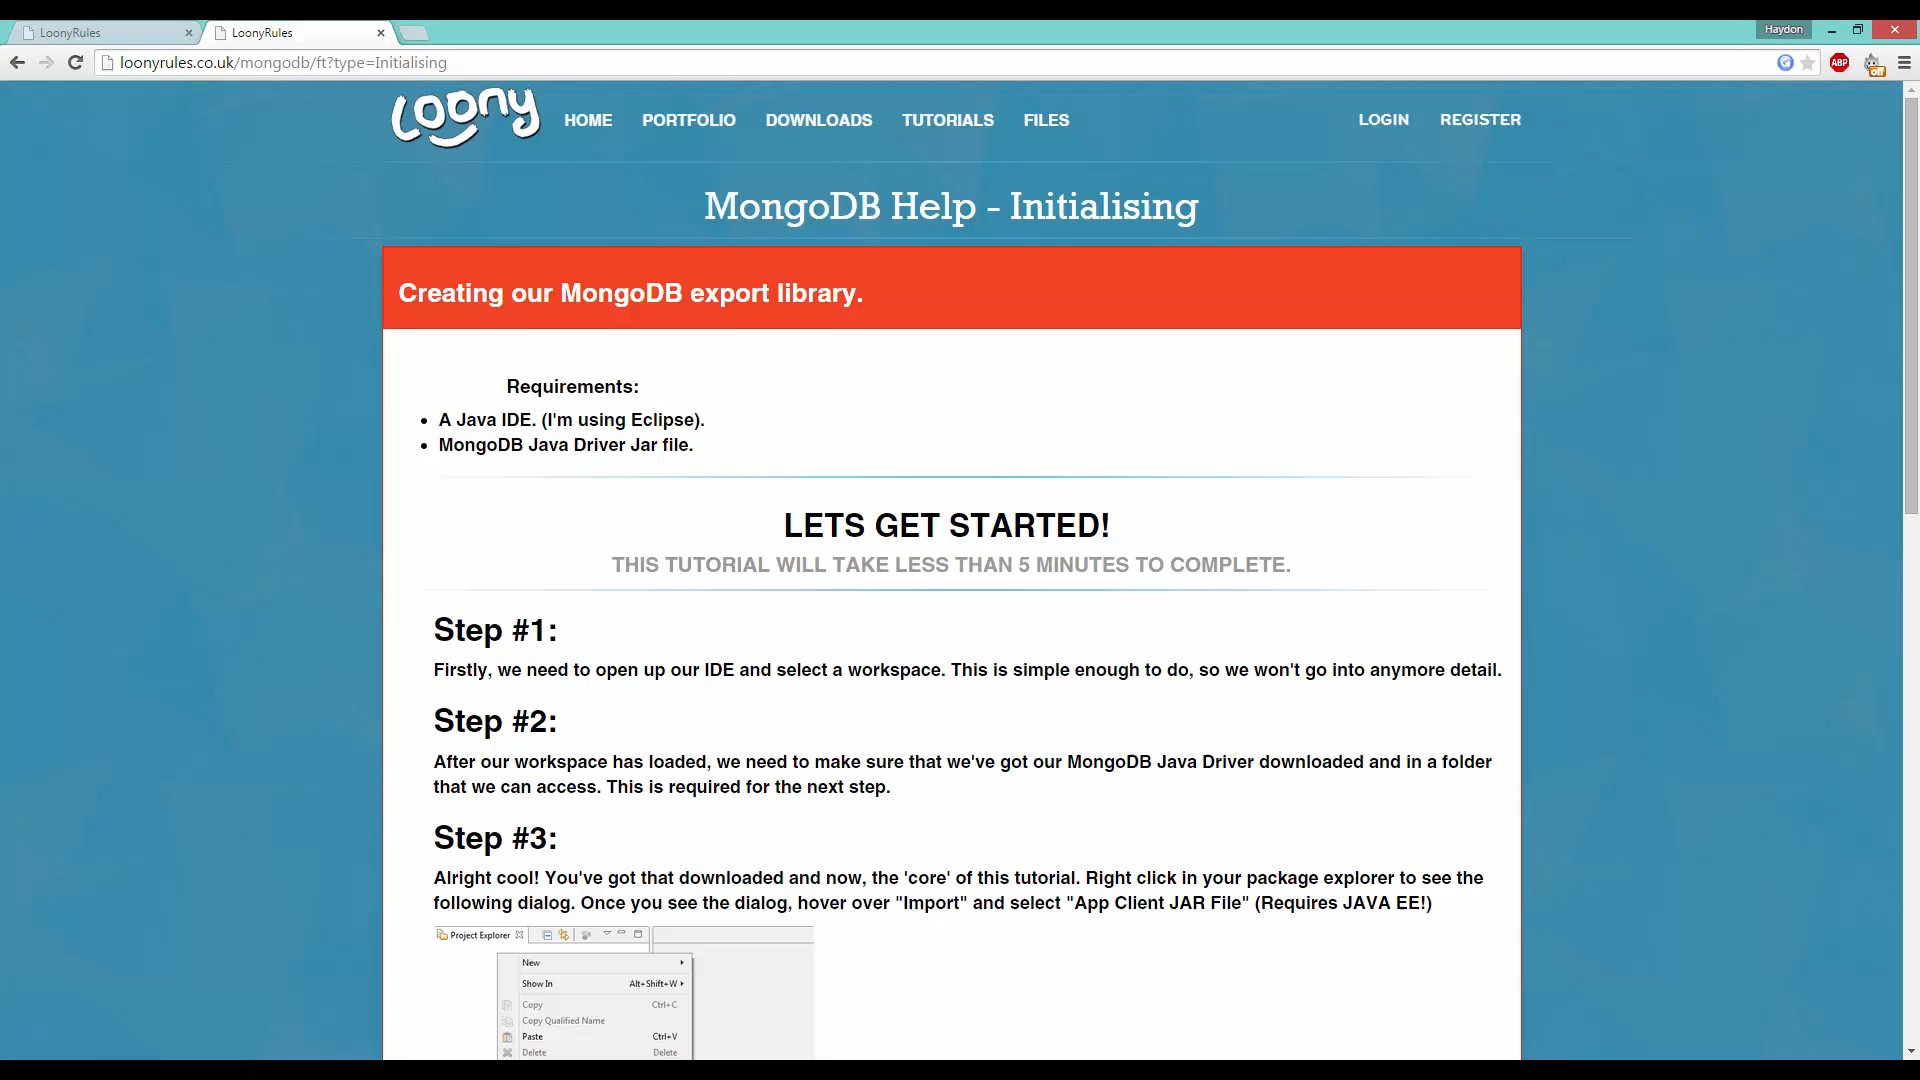 LoonyRules
LoonyRules
Haydon
loonyrules.co.uk/mongodb/ft?type=Initialising
ABP
off
Loony
HOME PORTFOLIO DOWNLOADS TUTORIALS FILES LOGIN REGISTER
MongoDB Help - Initialising
Creating our MongoDB export library.
Requirements:
A Java IDE. (I'm using Eclipse).
MongoDB Java Driver Jar file.
LETS GET STARTED!
THIS TUTORIAL WILL TAKE LESS THAN 5 MINUTES TO COMPLETE.
Step #1:
Firstly, we need to open up our IDE and select a workspace. This is simple enough to do, so we won't go into anymore detail.
Step #2:
After our workspace has loaded, we need to make sure that we've got our MongoDB Java Driver downloaded and in a folder
that we can access. This is required for the next step.
Step #3:
Alright cool! You've got that downloaded and now, the 'core' of this tutorial. Right click in your package explorer to see the
following dialog. Once you see the dialog, hover over "Import" and select "App Client JAR File" (Requires JAVA EE!)
Project Explorer
New
Show In Alt+Shift+W
Copy Ctrl+C
Copy Qualified Name
Paste Ctrl+V
Delete Delete